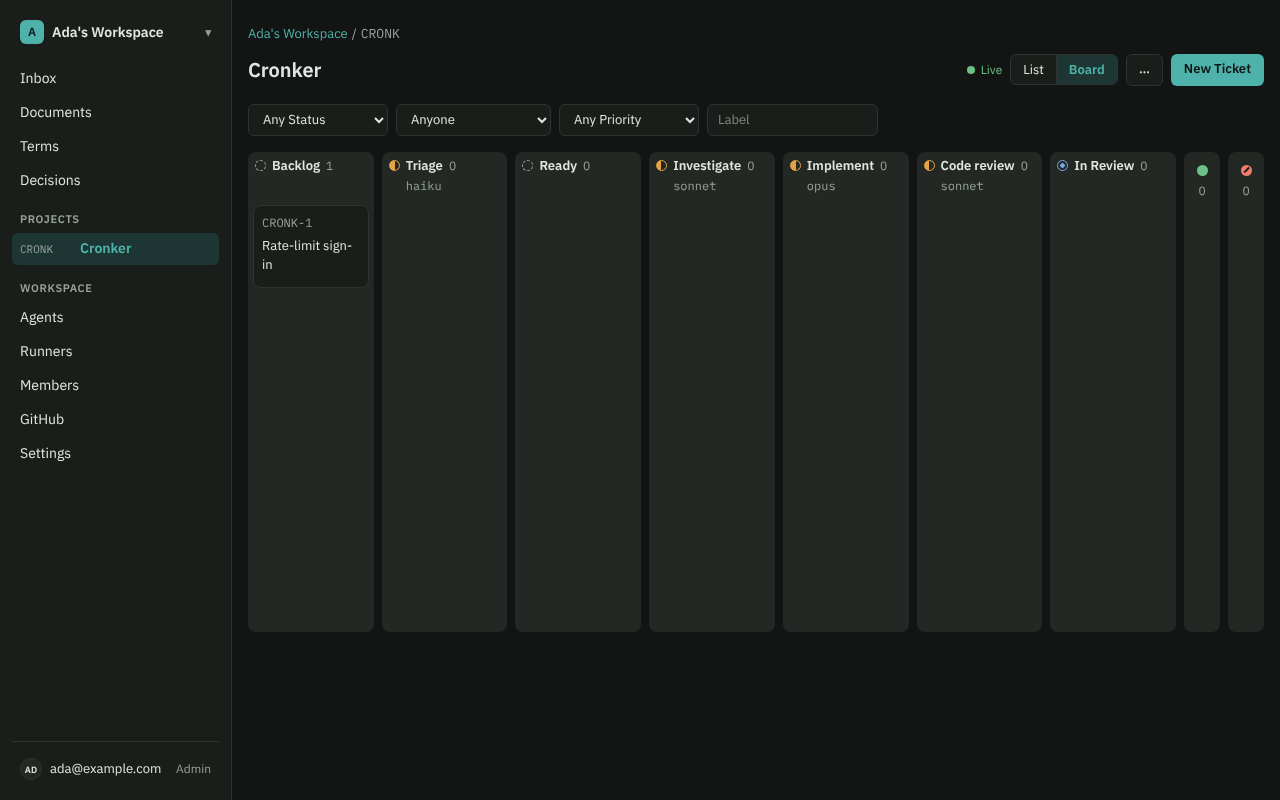 A Ada's Workspace ▾
Inbox
Documents
Terms
Decisions
PROJECTS
CRONK Cronker
WORKSPACE
Agents
Runners
Members
GitHub
Settings
AD ada@example.com Admin
Ada's Workspace / CRONK
Cronker
Live List Board … New Ticket
Any Status Anyone Any Priority Label
Backlog 1
CRONK-1
Rate-limit sign-
in
Triage 0
haiku
Ready 0
Investigate 0
sonnet
Implement 0
opus
Code review 0
sonnet
In Review 0
0
0